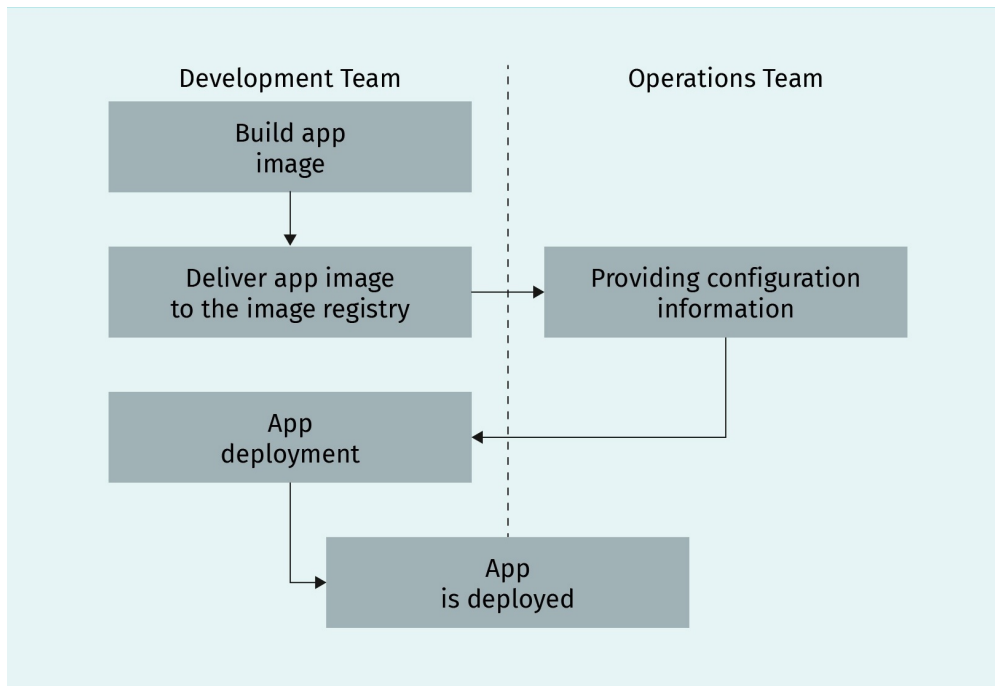 Development Team
Operations Team
Build app
image
Deliver app image
to the image registry
Providing configuration
information
App
deployment
App
is deployed